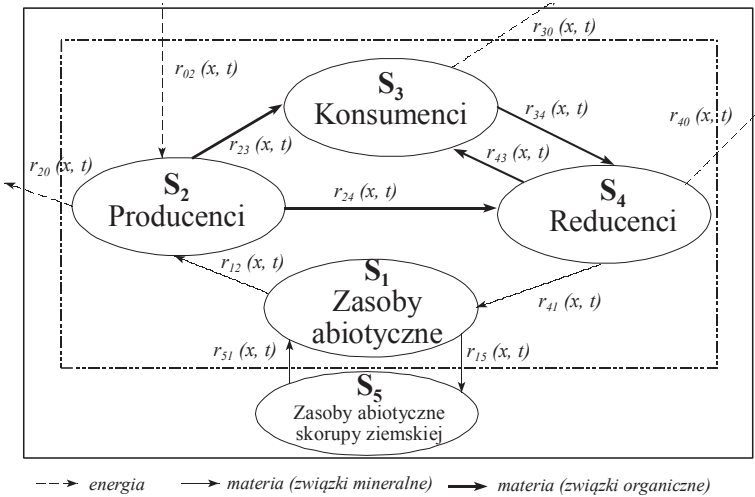 r30 (x, t)
r02 (x, t)
S3
Konsumenci
r34 (x, t)
r40 (x, t)
r23 (x, t)
r43 (x, t)
r20 (x, t)
S2
Producenci
r24 (x, t)
S4
Reducenci
r12 (x, t)
S1
Zasoby
abiotyczne
r41 (x, t)
r51 (x, t)
r15 (x, t)
S5
Zasoby abiotyczne
skorupy ziemskiej
energia
materia (związki mineralne)
materia (związki organiczne)